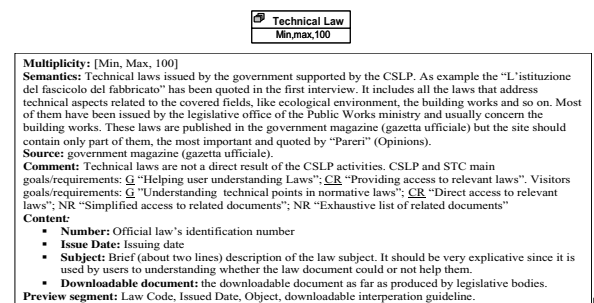 Technical Law
Min,max,100
Multiplicity: [Min, Max, 100]
Semantics: Technical laws issued by the government supported by the CSLP. As example the “L’istituzione
del fascicolo del fabbricato” has been quoted in the first interview. It includes all the laws that address
technical aspects related to the covered fields, like ecological environment, the building works and so on. Most
of them have been issued by the legislative office of the Public Works ministry and usually concern the
building works. These laws are published in the government magazine (gazetta ufficiale) but the site should
contain only part of them, the most important and quoted by “Pareri” (Opinions).
Source: government magazine (gazetta ufficiale).
Comment: Technical laws are not a direct result of the CSLP activities. CSLP and STC main
goals/requirements: G “Helping user understanding Laws”; CR “Providing access to relevant laws”. Visitors
goals/requirements: G ”Understanding technical points in normative laws”; CR “Direct access to relevant
laws”; NR “Simplified access to related documents”; NR “Exhaustive list of related documents”
Content:
▪ Number: Official law’s identification number
▪ Issue Date: Issuing date
▪ Subject: Brief (about two lines) description of the law subject. It should be very explicative since it is
used by users to understanding whether the law document could or not help them.
▪ Downloadable document: the downloadable document as far as produced by legislative bodies.
Preview segment: Law Code, Issued Date, Object, downloadable interperation guideline.